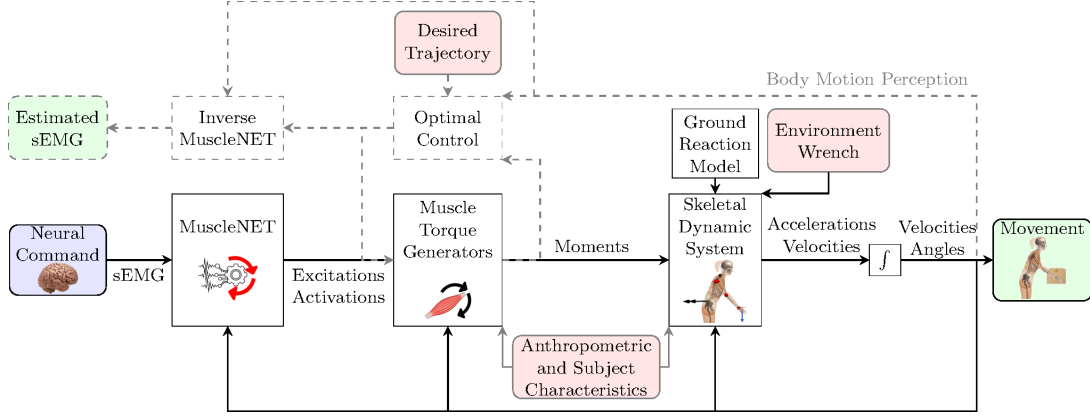 Desired
Trajectory
Body Motion Perception
Estimated
sEMG
Inverse
MuscleNET
Optimal
Control
Ground
Reaction
Model
Environment
Wrench
Neural
Command
sEMG
MuscleNET
Excitations
Activations
Muscle
Torque
Generators
Moments
Skeletal
Dynamic
System
Accelerations
Velocities
∫
Velocities
Angles
Movement
Anthropometric
and Subject
Characteristics